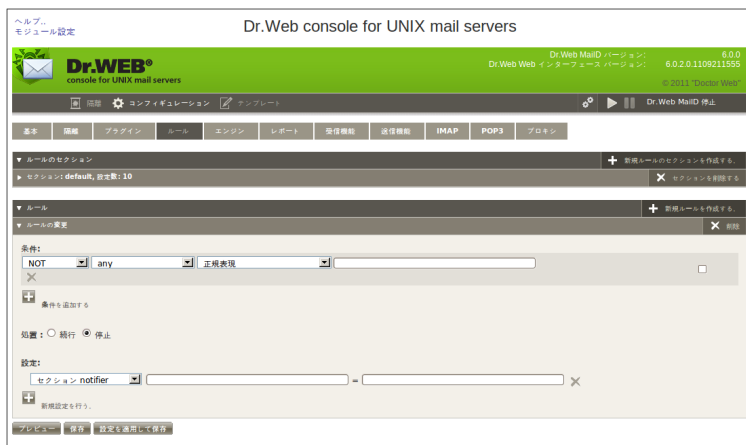 ヘルプ..
モジュール設定
Dr.Web console for UNIX mail servers
Dr.WEB®
console for UNIX mail servers
Dr.Web MailD バージョン: 6.0.0
Dr.Web Web インターフェース バージョン: 6.0.2.0.1109211555
© 2011 "Doctor Web"
隔離 コンフィギュレーション テンプレート Dr.Web MailD 停止
基本 隔離 プラグイン ルール エンジン レポート 受信機能 送信機能 IMAP POP3 プロキシ
▼ ルールのセクション 新規ルールのセクションを作成する.
▶ セクション: default, 設定数: 10 セクションを削除する
▼ ルール 新規ルールを作成する.
▼ ルールの変更 削除
条件:
NOT any 正規表現
条件を追加する
処置: 続行 停止
設定:
セクション notifier =
新規設定を行う.
プレビュー 保存 設定を適用して保存